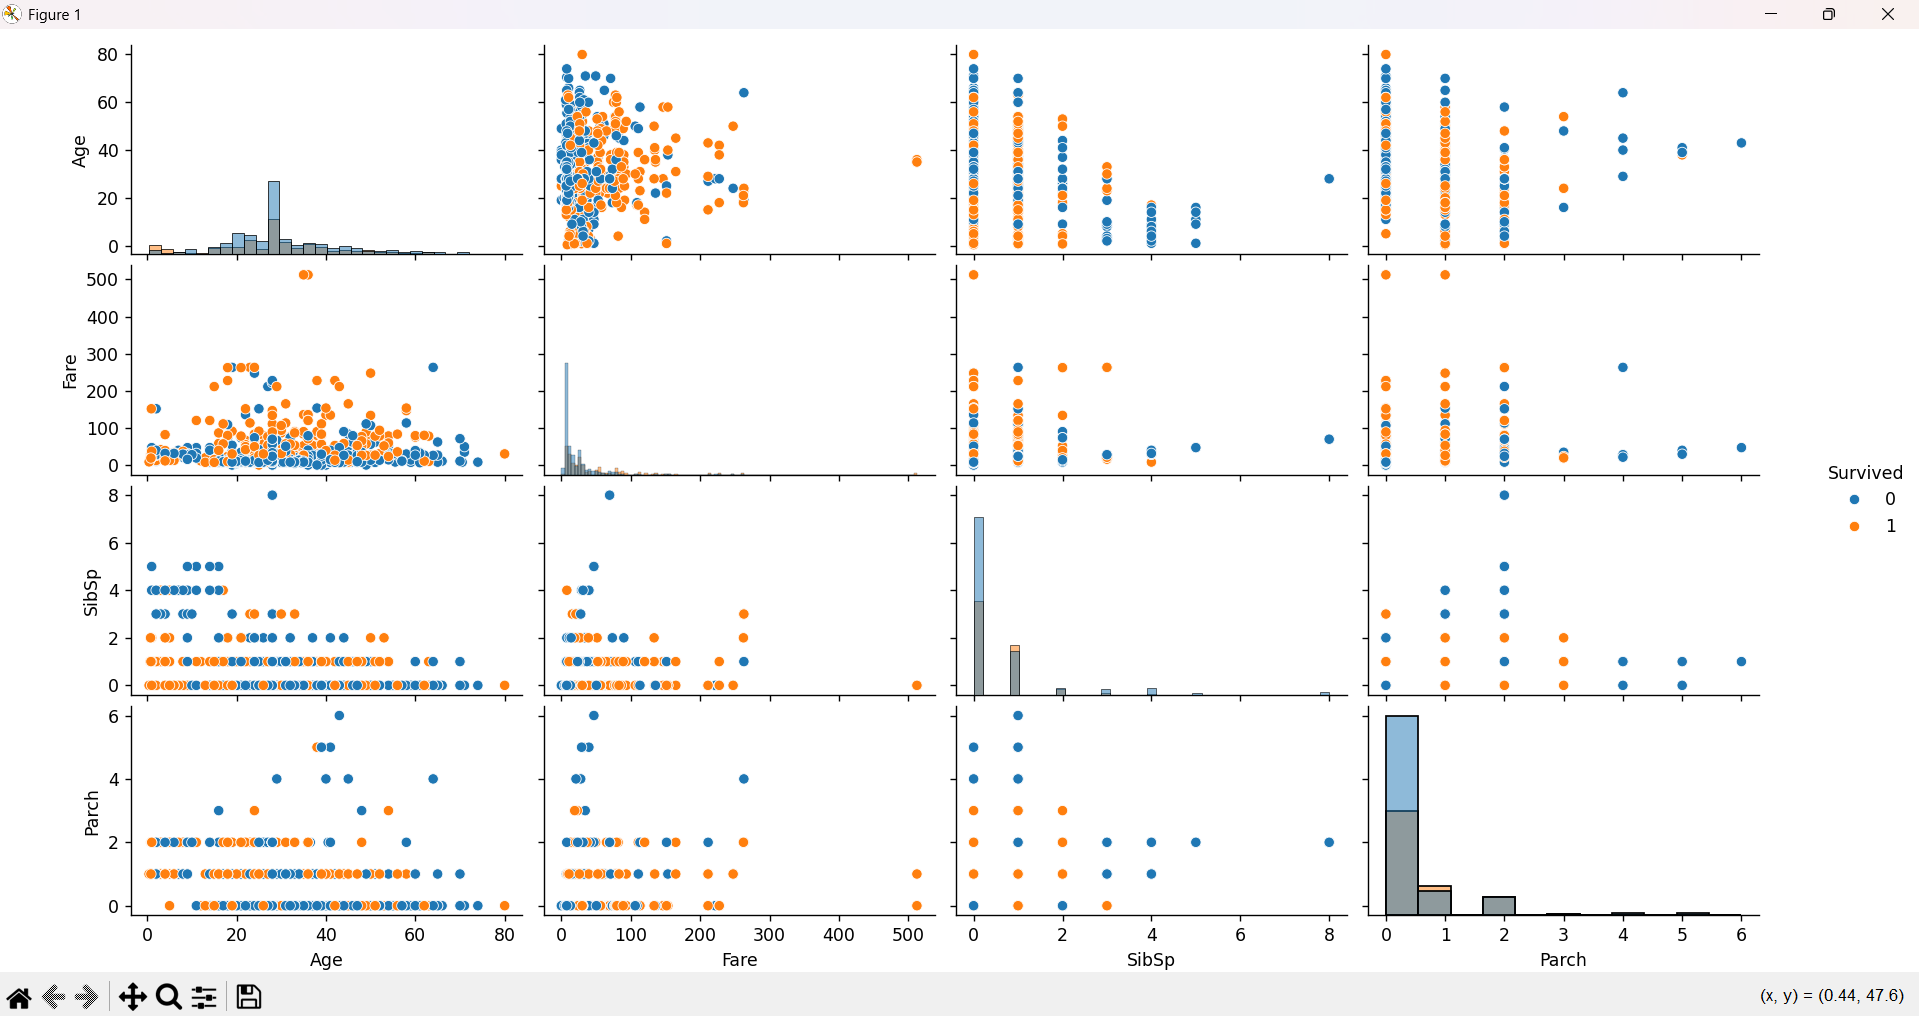 Figure 1
80
60
40
20
0
Age
500
400
300
200
100
0
Fare
8
6
4
2
0
SibSp
6
4
2
0
Parch
0 20 40 60 80
Age
0 100 200 300 400 500
Fare
0 2 4 6 8
SibSp
0 1 2 3 4 5 6
Parch
Survived
0
1
(x, y) = (0.44, 47.6)